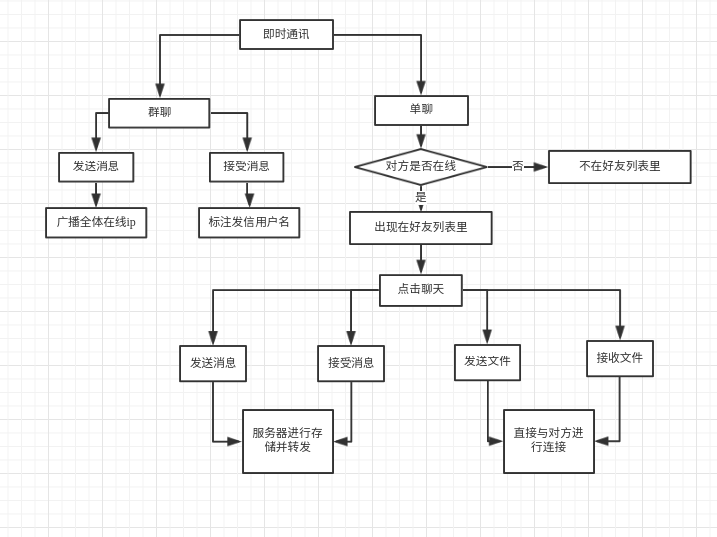 即时通讯
群聊
单聊
发送消息
接受消息
对方是否在线
否
不在好友列表里
是
广播全体在线ip
标注发信用户名
出现在好友列表里
点击聊天
发送消息
接受消息
发送文件
接收文件
服务器进行存
储并转发
直接与对方进
行连接